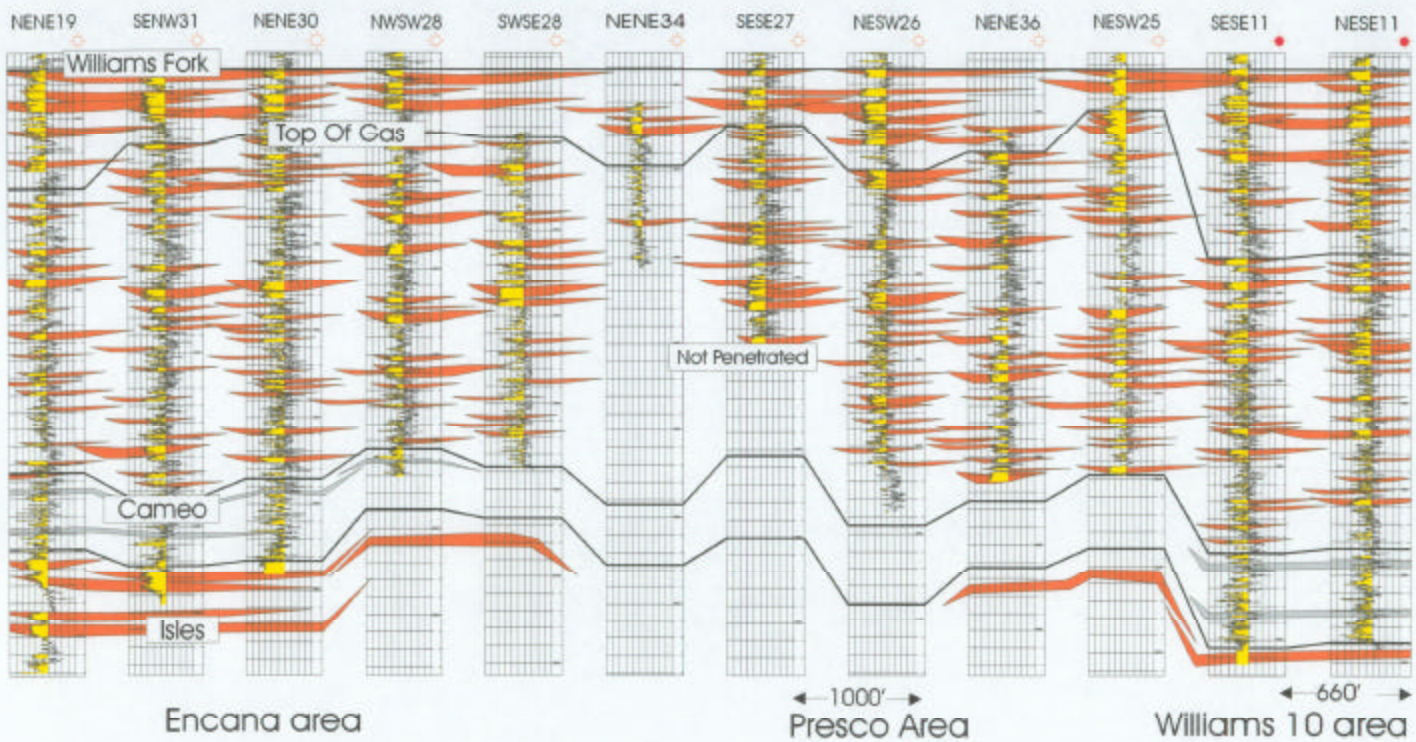 NENE19 SENW31 NENE30 NWSW28 SWSE28 NENE34 SESE27 NESW26 NENE36 NESW25 SESE11 NESE11
Williams Fork
Top Of Gas
Not Penetrated
Cameo
Isles
1000'
660'
Encana area
Presco Area
Williams 10 area